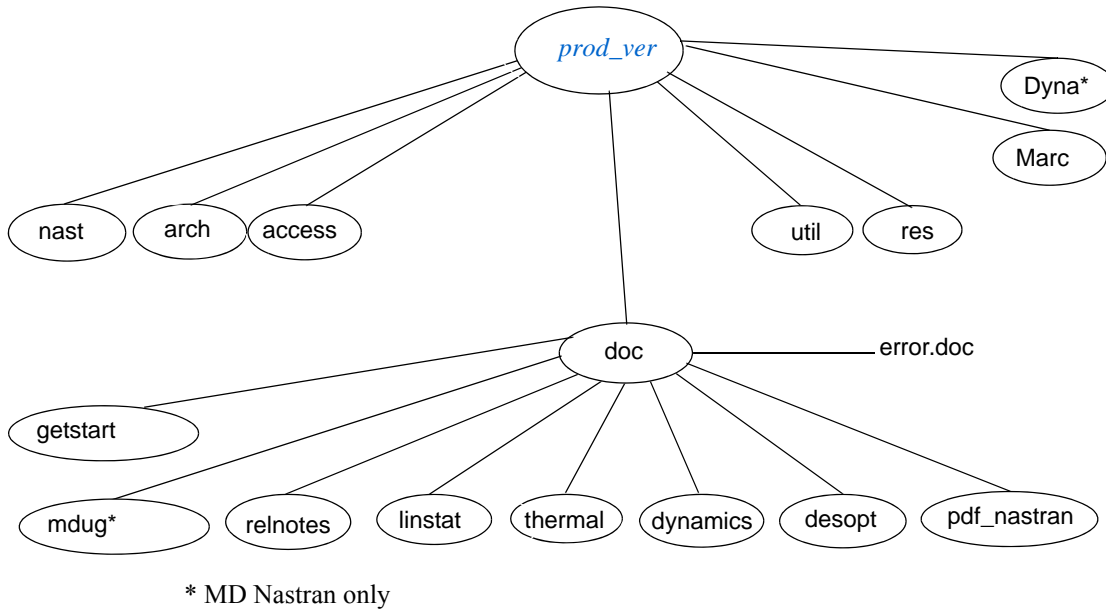 prod_ver
Dyna*
Marc
nast
arch
access
util
res
doc
error.doc
getstart
mdug*
relnotes
linstat
thermal
dynamics
desopt
pdf_nastran
* MD Nastran only